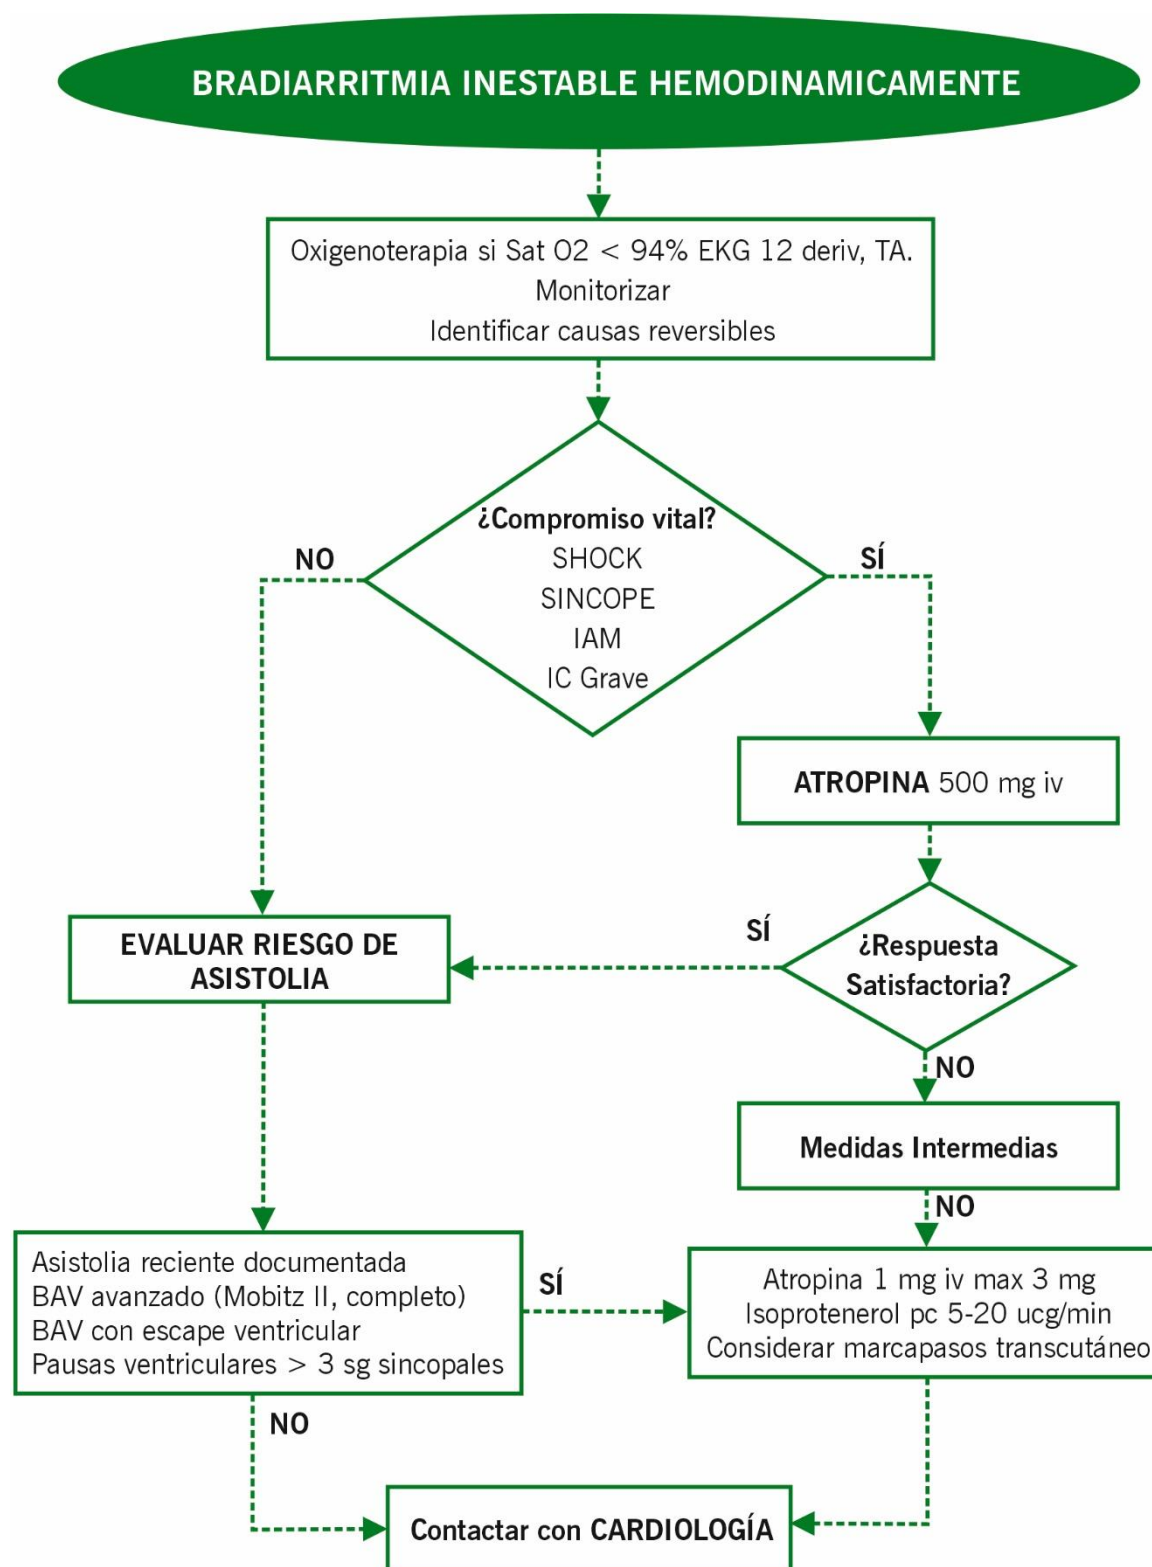 BRADIARRITMIA INESTABLE HEMODINAMICAMENTE
Oxigenoterapia si Sat O2 < 94% EKG 12 deriv, TA.
Monitorizar
Identificar causas reversibles
¿Compromiso vital?
SHOCK
SINCOPE
IAM
IC Grave
NO
SÍ
ATROPINA 500 mg iv
¿Respuesta
Satisfactoria?
SÍ
EVALUAR RIESGO DE
ASISTOLIA
NO
Medidas Intermedias
NO
Asistolia reciente documentada
BAV avanzado (Mobitz II, completo)
BAV con escape ventricular
Pausas ventriculares > 3 sg sincopales
SÍ
Atropina 1 mg iv max 3 mg
Isoprotenerol pc 5-20 ucg/min
Considerar marcapasos transcutáneo
NO
Contactar con CARDIOLOGÍA